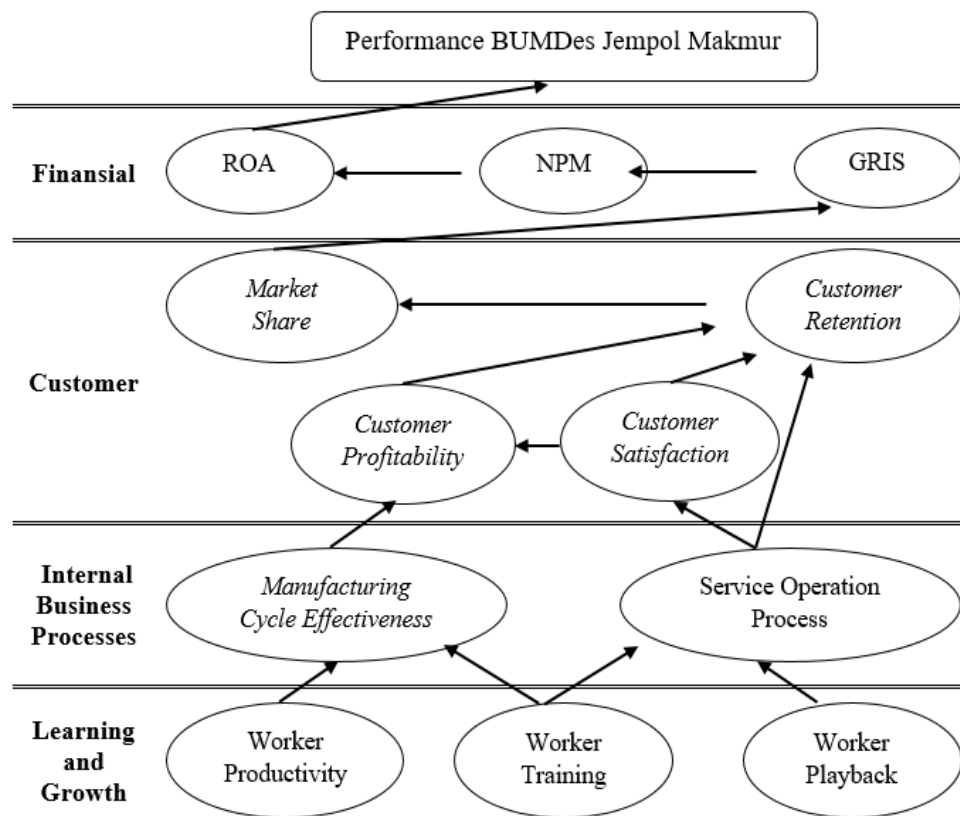 Performance BUMDes Jempol Makmur
Finansial
ROA
NPM
GRIS
Customer
Market
Share
Customer
Retention
Customer
Profitability
Customer
Satisfaction
Internal
Business
Processes
Manufacturing
Cycle Effectiveness
Service Operation
Process
Learning
and
Growth
Worker
Productivity
Worker
Training
Worker
Playback